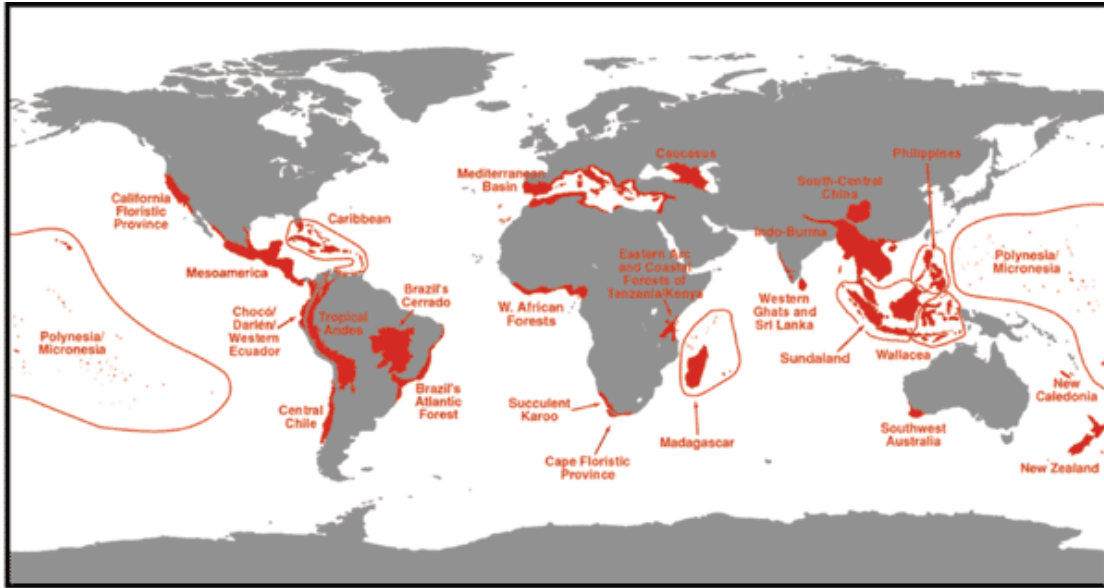 Philippines
Caucasus
Mediterranean
Basin
South-Central
China
California
Floristic
Province
Caribbean
Indo-Burma
Mesoamerica
Eastern Arc
and Coastal
Forests of
Tanzania/Kenya
Polynesia/
Micronesia
Brazil's
Cerrado
W. African
Forests
Western
Ghats and
Sri Lanka
Chocó/
Darién/
Western
Ecuador
Tropical
Andes
Polynesia/
Micronesia
Sundaland
Wallacea
Brazil's
Atlantic
Forest
New
Caledonia
Central
Chile
Succulent
Karoo
Madagascar
Southwest
Australia
Cape Floristic
Province
New Zealand